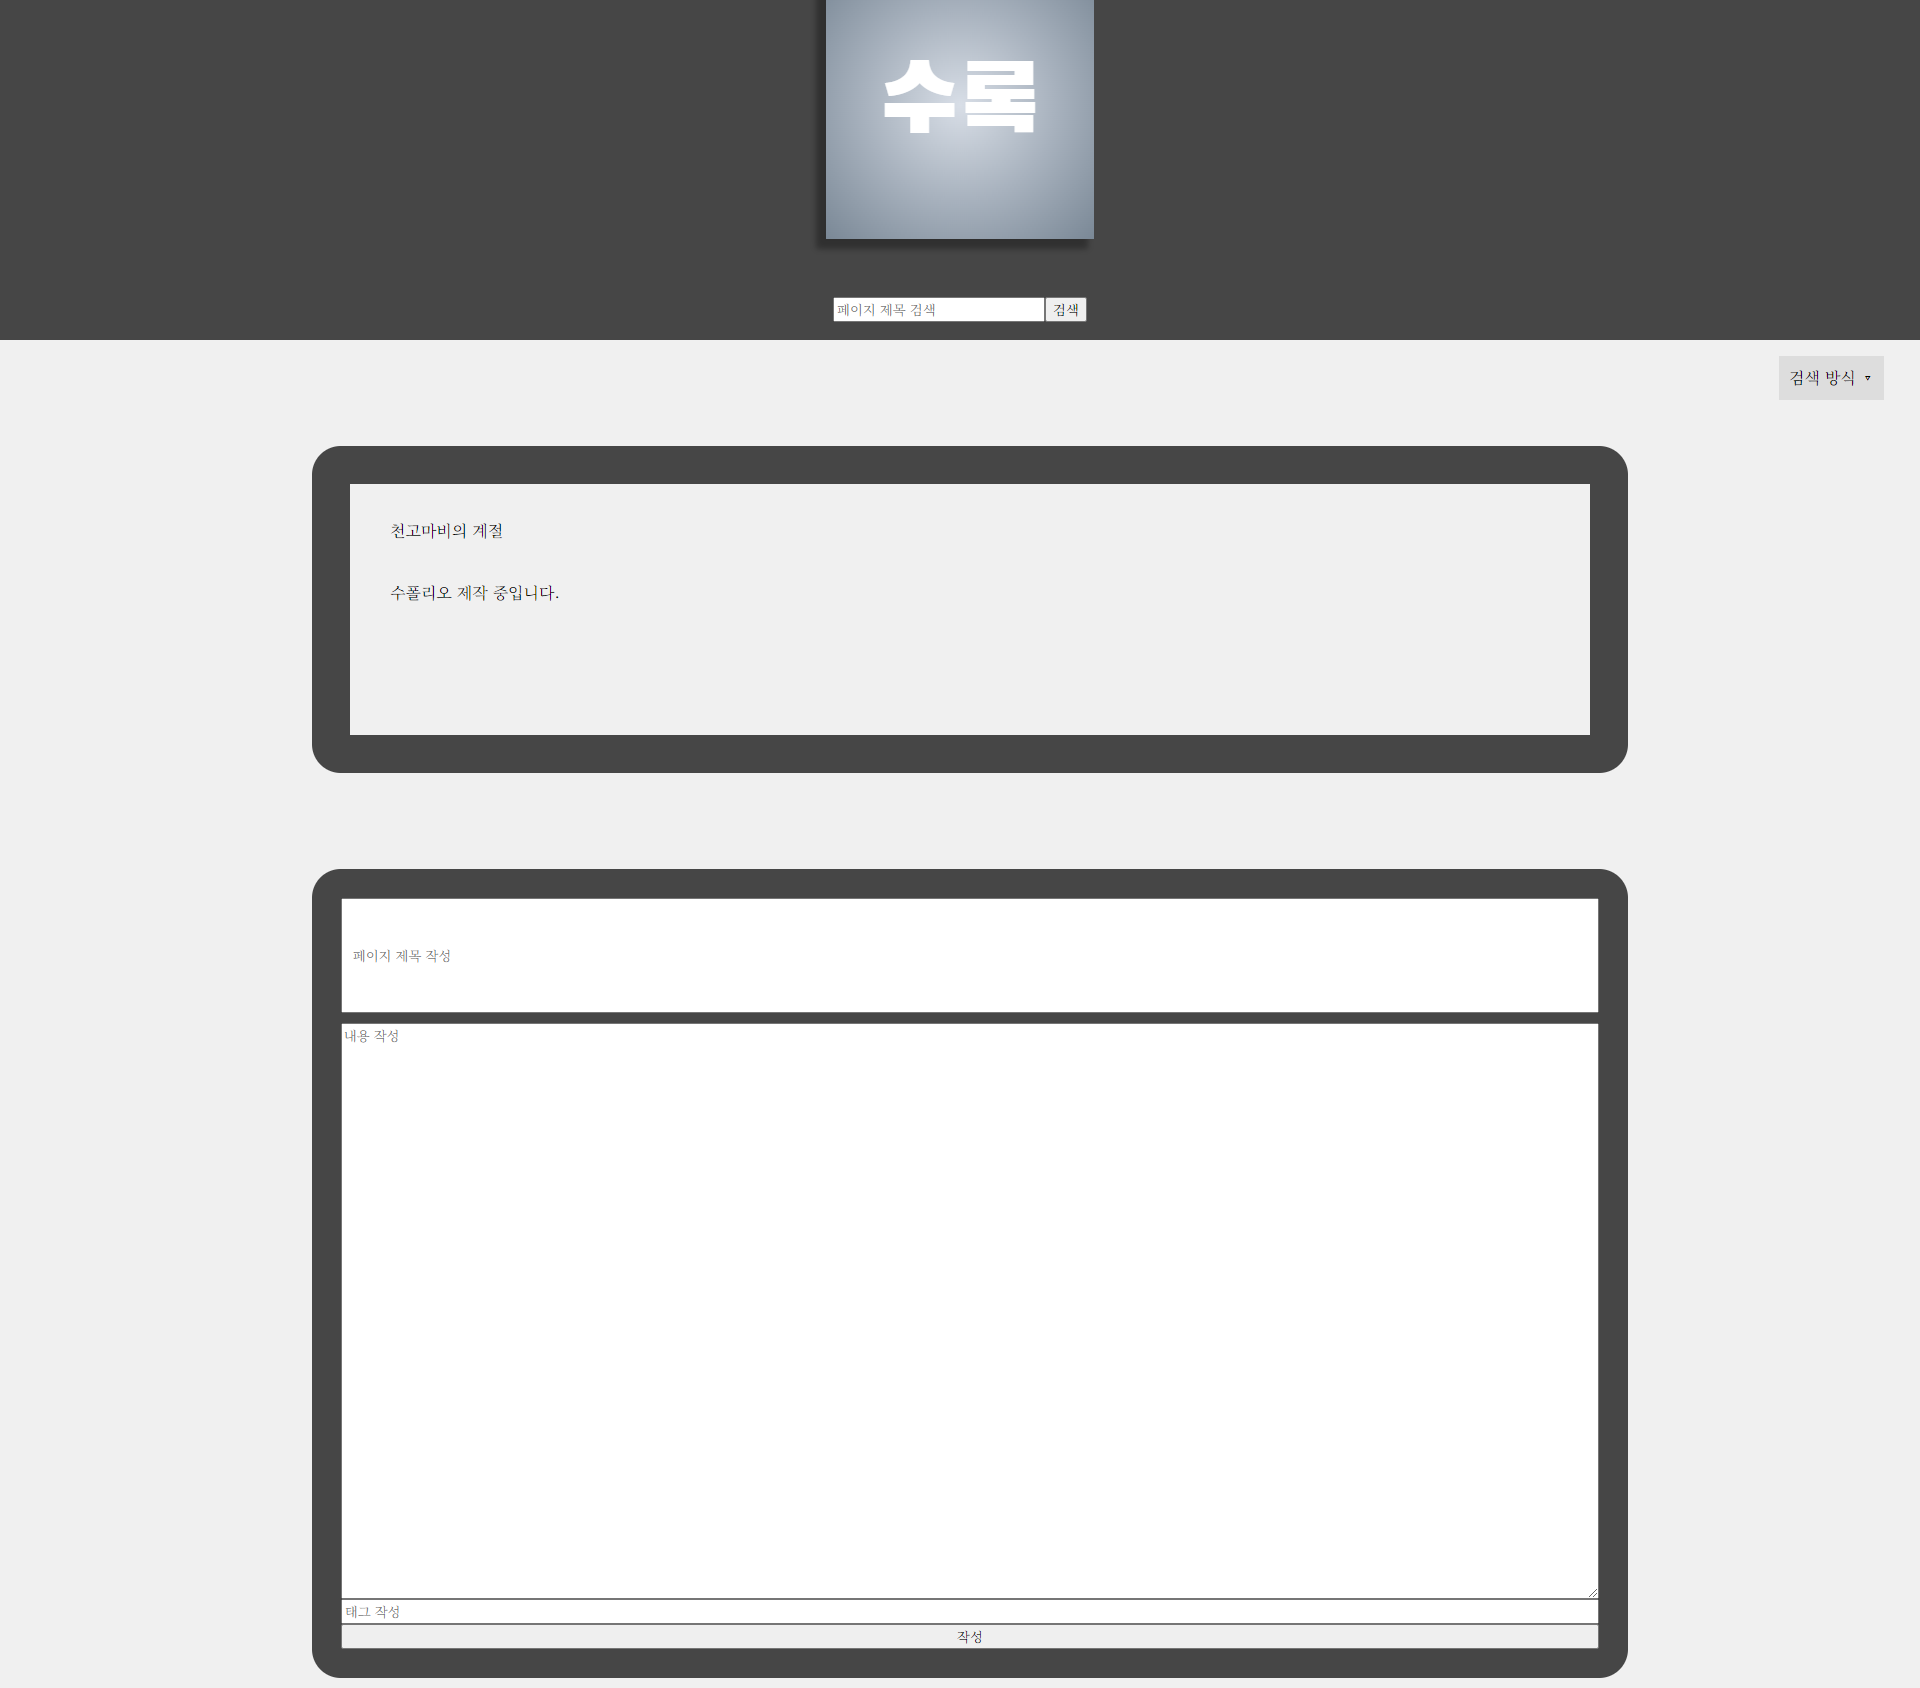 수록
페이지 제목 검색 검색
검색 방식 ▿
천고마비의 계절
수폴리오 제작 중입니다.
페이지 제목 작성
내용 작성
태그 작성
작성